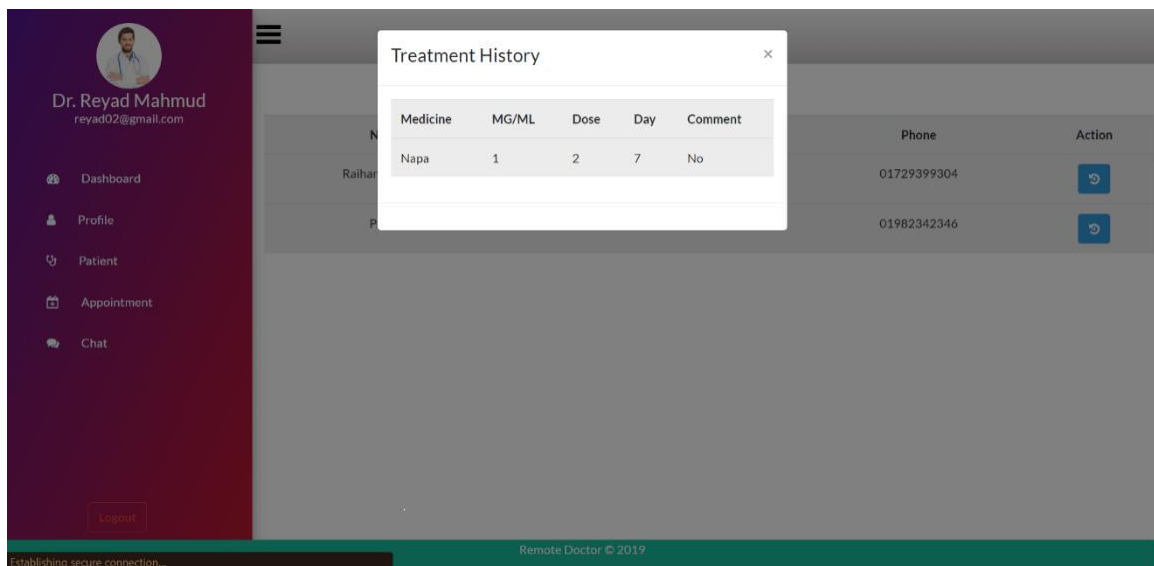 Dr. Reyad Mahmud
reyad02@gmail.com
Dashboard
Profile
Patient
Appointment
Chat
Logout
Treatment History ×
Medicine MG/ML Dose Day Comment
Napa 1 2 7 No
Phone Action
01729399304
01982342346
Remote Doctor © 2019
Establishing secure connection...